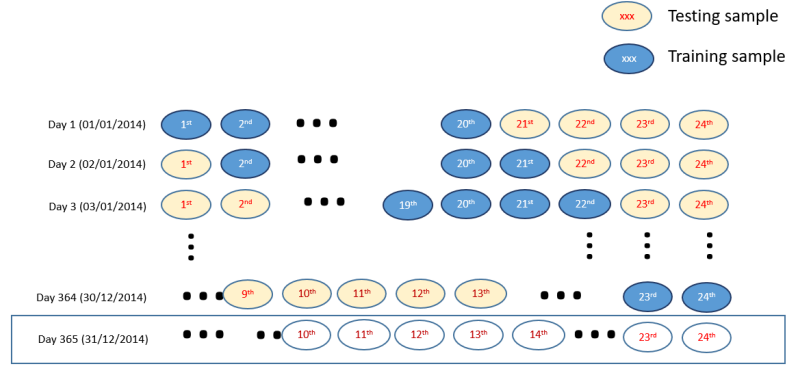 xxx Testing sample
xxx Training sample
Day 1 (01/01/2014) 1st 2nd 20th 21st 22nd 23rd 24th
Day 2 (02/01/2014) 1st 2nd 20th 21st 22nd 23rd 24th
Day 3 (03/01/2014) 1st 2nd 19th 20th 21st 22nd 23rd 24th
Day 364 (30/12/2014) 9th 10th 11th 12th 13th 23rd 24th
Day 365 (31/12/2014) 10th 11th 12th 13th 14th 23rd 24th